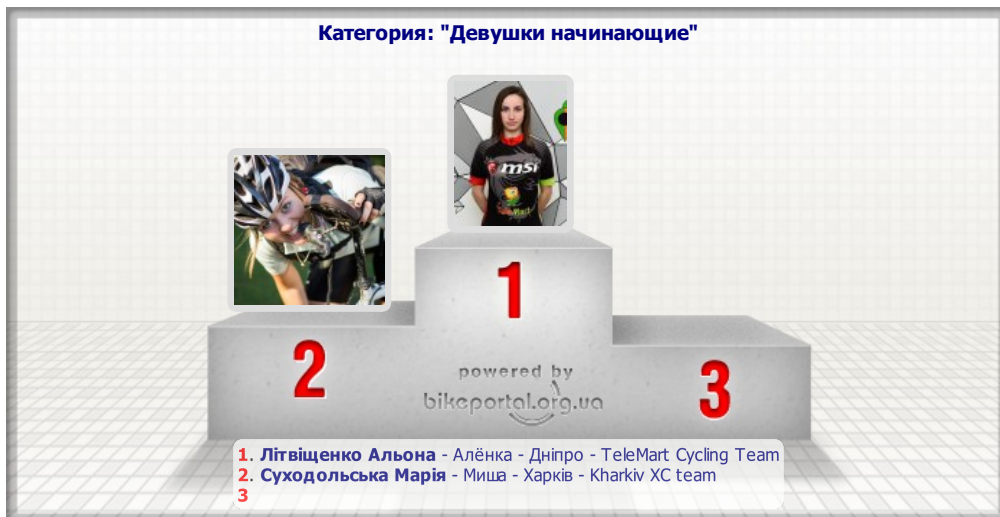 Категория: "Девушки начинающие"
msi
1
2
3
powered by
bikeportal.org.ua
1. Літвіщенко Альона - Алёнка - Дніпро - TeleMart Cycling Team
2. Суходольська Марія - Миша - Харків - Kharkiv XC team
3